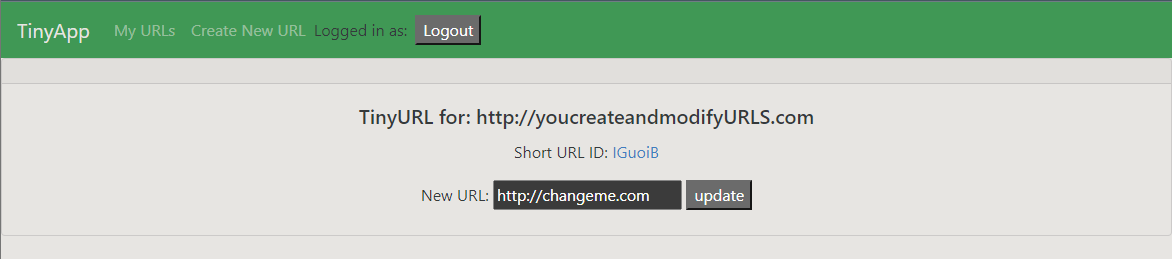 TinyApp My URLs Create New URL Logged in as: Logout
TinyURL for: http://youcreateandmodifyURLS.com
Short URL ID: IGuoiB
New URL: http://changeme.com update